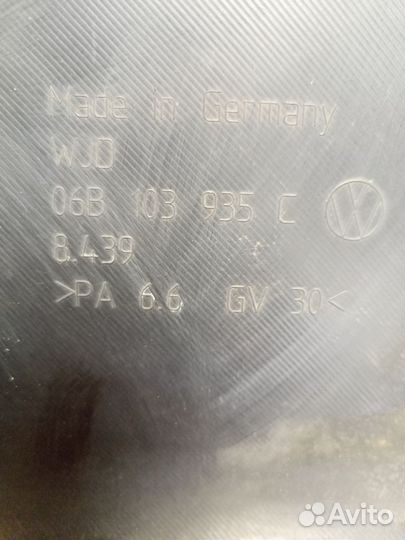 Made in Germany
WJD
06B 103 935 C
8.439
>PA 6.6 GV 30<
Avito